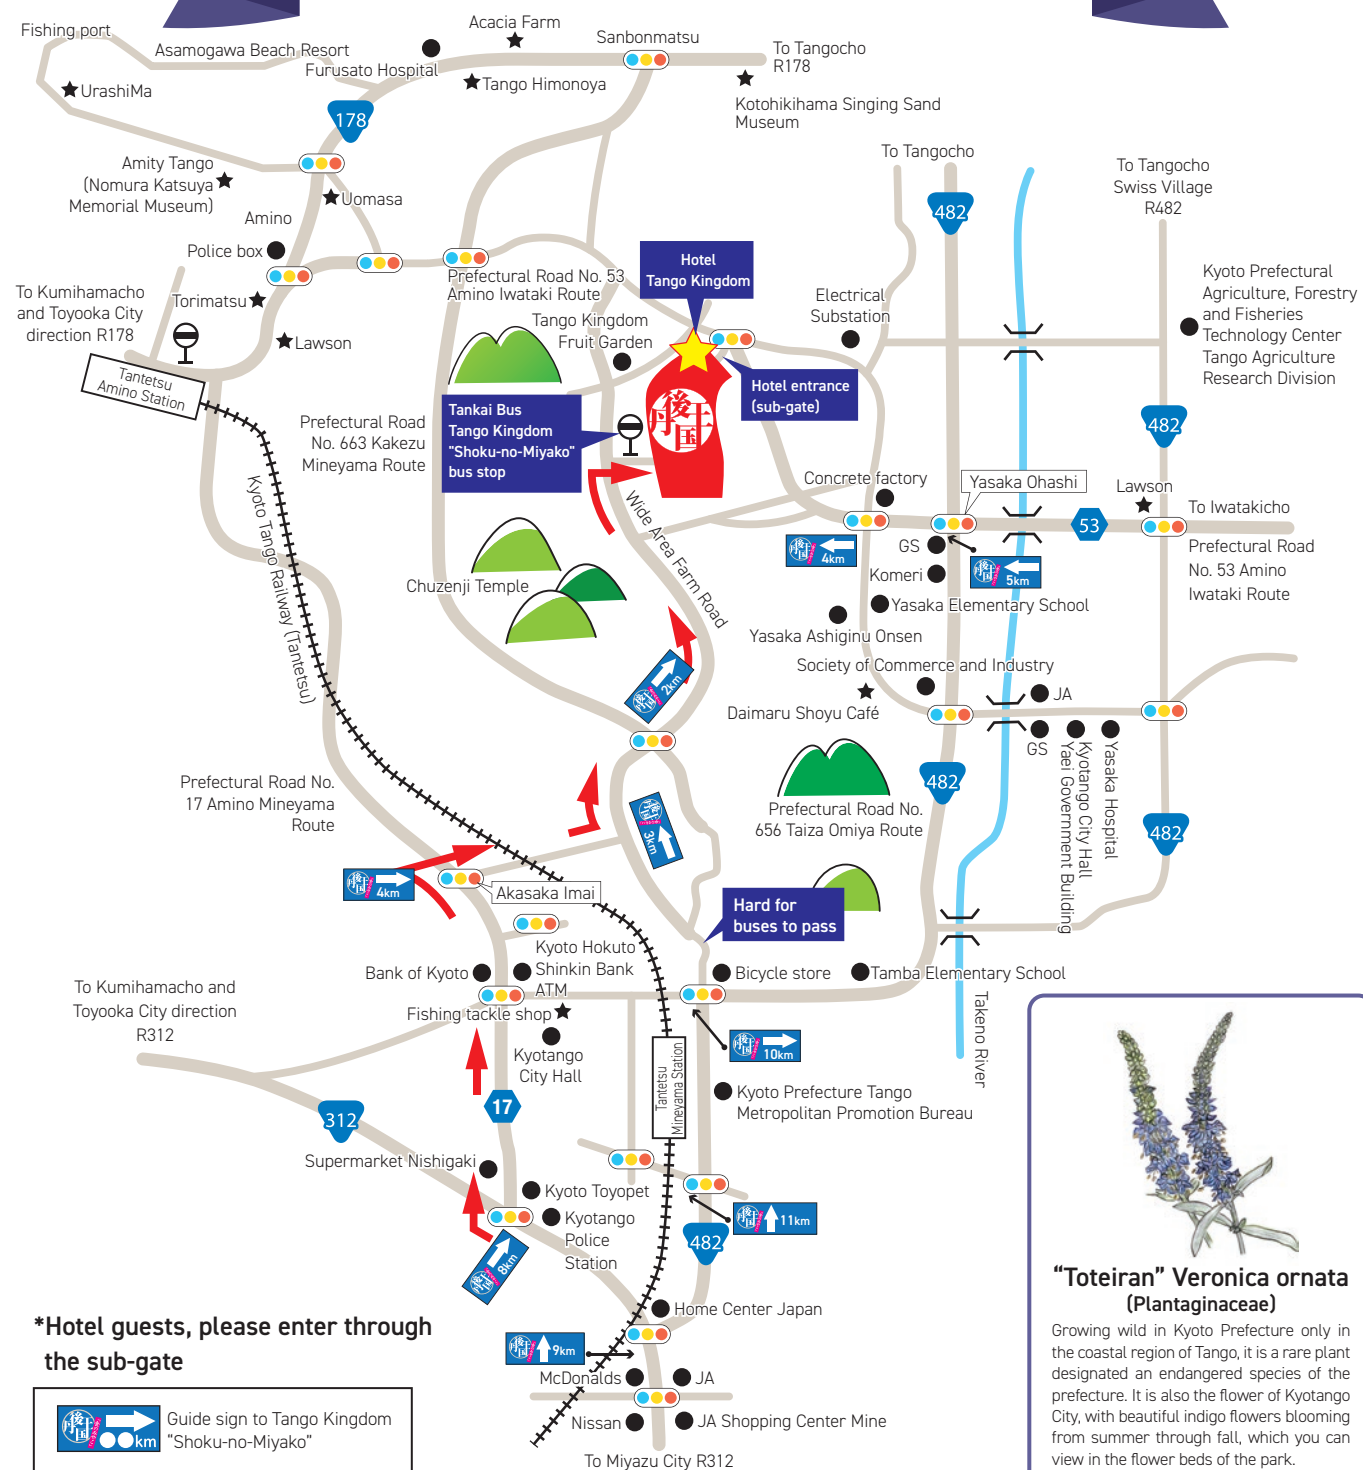 Fishing port
Asamogawa Beach Resort
Furusato Hospital
Acacia Farm
Sanbonmatsu
To Tangocho
R178
UrashiMa
Tango Himonoya
Kotohikihama Singing Sand
Museum
178
Amity Tango
(Nomura Katsuya
Memorial Museum)
Uomasa
Amino
Police box
To Tangocho
482
To Tangocho
Swiss Village
R482
To Kumihamacho
and Toyooka City
direction R178
Torimatsu
Lawson
Prefectural Road No. 53
Amino Iwataki Route
Hotel
Tango Kingdom
Tango Kingdom
Fruit Garden
Electrical
Substation
Kyoto Prefectural
Agriculture, Forestry
and Fisheries
Technology Center
Tango Agriculture
Research Division
Tantetsu
Amino Station
Prefectural Road
No. 663 Kakezu
Mineyama Route
Tankai Bus
Tango Kingdom
"Shoku-no-Miyako"
bus stop
丹後王国
Hotel entrance
(sub-gate)
482
Kyoto Tango Railway (Tantetsu)
Wide Area Farm Road
Concrete factory
Yasaka Ohashi
Lawson
To Iwatakicho
53
Prefectural Road
No. 53 Amino
Iwataki Route
4km
GS
5km
Komeri
Chuzenji Temple
Yasaka Elementary School
Yasaka Ashiginu Onsen
Society of Commerce and Industry
2km
JA
Daimaru Shoyu Café
GS
Kyotango City Hall
Yaei Government Building
Yasaka Hospital
Prefectural Road No.
17 Amino Mineyama
Route
482
Prefectural Road No.
656 Taiza Omiya Route
482
3km
4km
Akasaka Imai
Hard for
buses to pass
Kyoto Hokuto
Shinkin Bank
ATM
Bank of Kyoto
Bicycle store
Tamba Elementary School
To Kumihamacho and
Toyooka City direction
R312
Fishing tackle shop
Kyotango
City Hall
Takeno River
10km
Tantetsu
Mineyama Station
17
Kyoto Prefecture Tango
Metropolitan Promotion Bureau
312
Supermarket Nishigaki
Kyoto Toyopet
Kyotango
Police
Station
11km
482
8km
Home Center Japan
9km
McDonalds
JA
Nissan
JA Shopping Center Mine
To Miyazu City R312
*Hotel guests, please enter through
the sub-gate
km
Guide sign to Tango Kingdom
"Shoku-no-Miyako"
“Toteiran” Veronica ornata
(Plantaginaceae)
Growing wild in Kyoto Prefecture only in
the coastal region of Tango, it is a rare plant
designated an endangered species of the
prefecture. It is also the flower of Kyotango
City, with beautiful indigo flowers blooming
from summer through fall, which you can
view in the flower beds of the park.